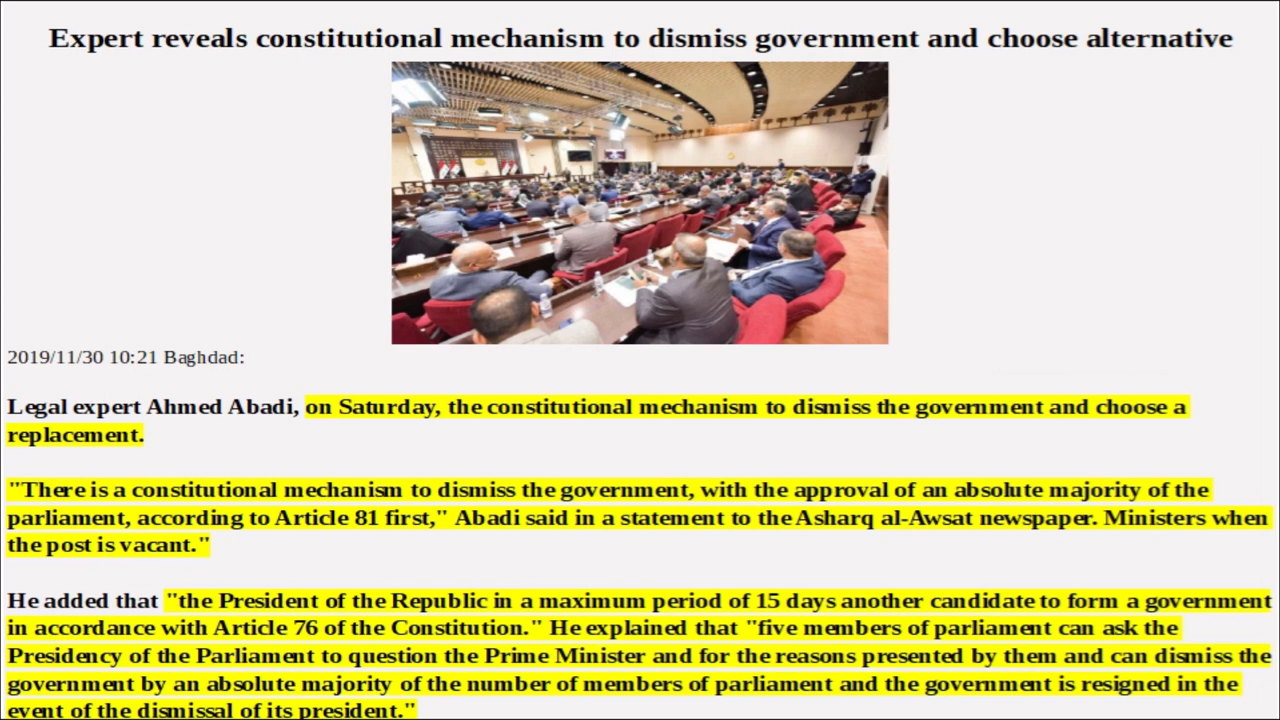 Expert reveals constitutional mechanism to dismiss government and choose alternative
2019/11/30 10:21 Baghdad:
Legal expert Ahmed Abadi, on Saturday, the constitutional mechanism to dismiss the government and choose a
replacement.
"There is a constitutional mechanism to dismiss the government, with the approval of an absolute majority of the
parliament, according to Article 81 first," Abadi said in a statement to the Asharq al-Awsat newspaper. Ministers when
the post is vacant."
He added that "the President of the Republic in a maximum period of 15 days another candidate to form a government
in accordance with Article 76 of the Constitution." He explained that "five members of parliament can ask the
Presidency of the Parliament to question the Prime Minister and for the reasons presented by them and can dismiss the
government by an absolute majority of the number of members of parliament and the government is resigned in the
event of the dismissal of its president."